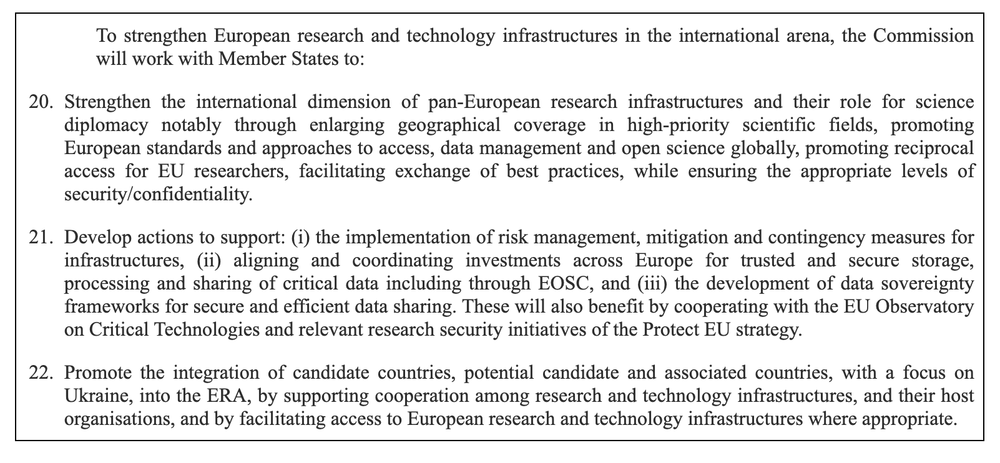 To strengthen European research and technology infrastructures in the international arena, the Commission
will work with Member States to:
20. Strengthen the international dimension of pan-European research infrastructures and their role for science
diplomacy notably through enlarging geographical coverage in high-priority scientific fields, promoting
European standards and approaches to access, data management and open science globally, promoting reciprocal
access for EU researchers, facilitating exchange of best practices, while ensuring the appropriate levels of
security/confidentiality.
21. Develop actions to support: (i) the implementation of risk management, mitigation and contingency measures for
infrastructures, (ii) aligning and coordinating investments across Europe for trusted and secure storage,
processing and sharing of critical data including through EOSC, and (iii) the development of data sovereignty
frameworks for secure and efficient data sharing. These will also benefit by cooperating with the EU Observatory
on Critical Technologies and relevant research security initiatives of the Protect EU strategy.
22. Promote the integration of candidate countries, potential candidate and associated countries, with a focus on
Ukraine, into the ERA, by supporting cooperation among research and technology infrastructures, and their host
organisations, and by facilitating access to European research and technology infrastructures where appropriate.